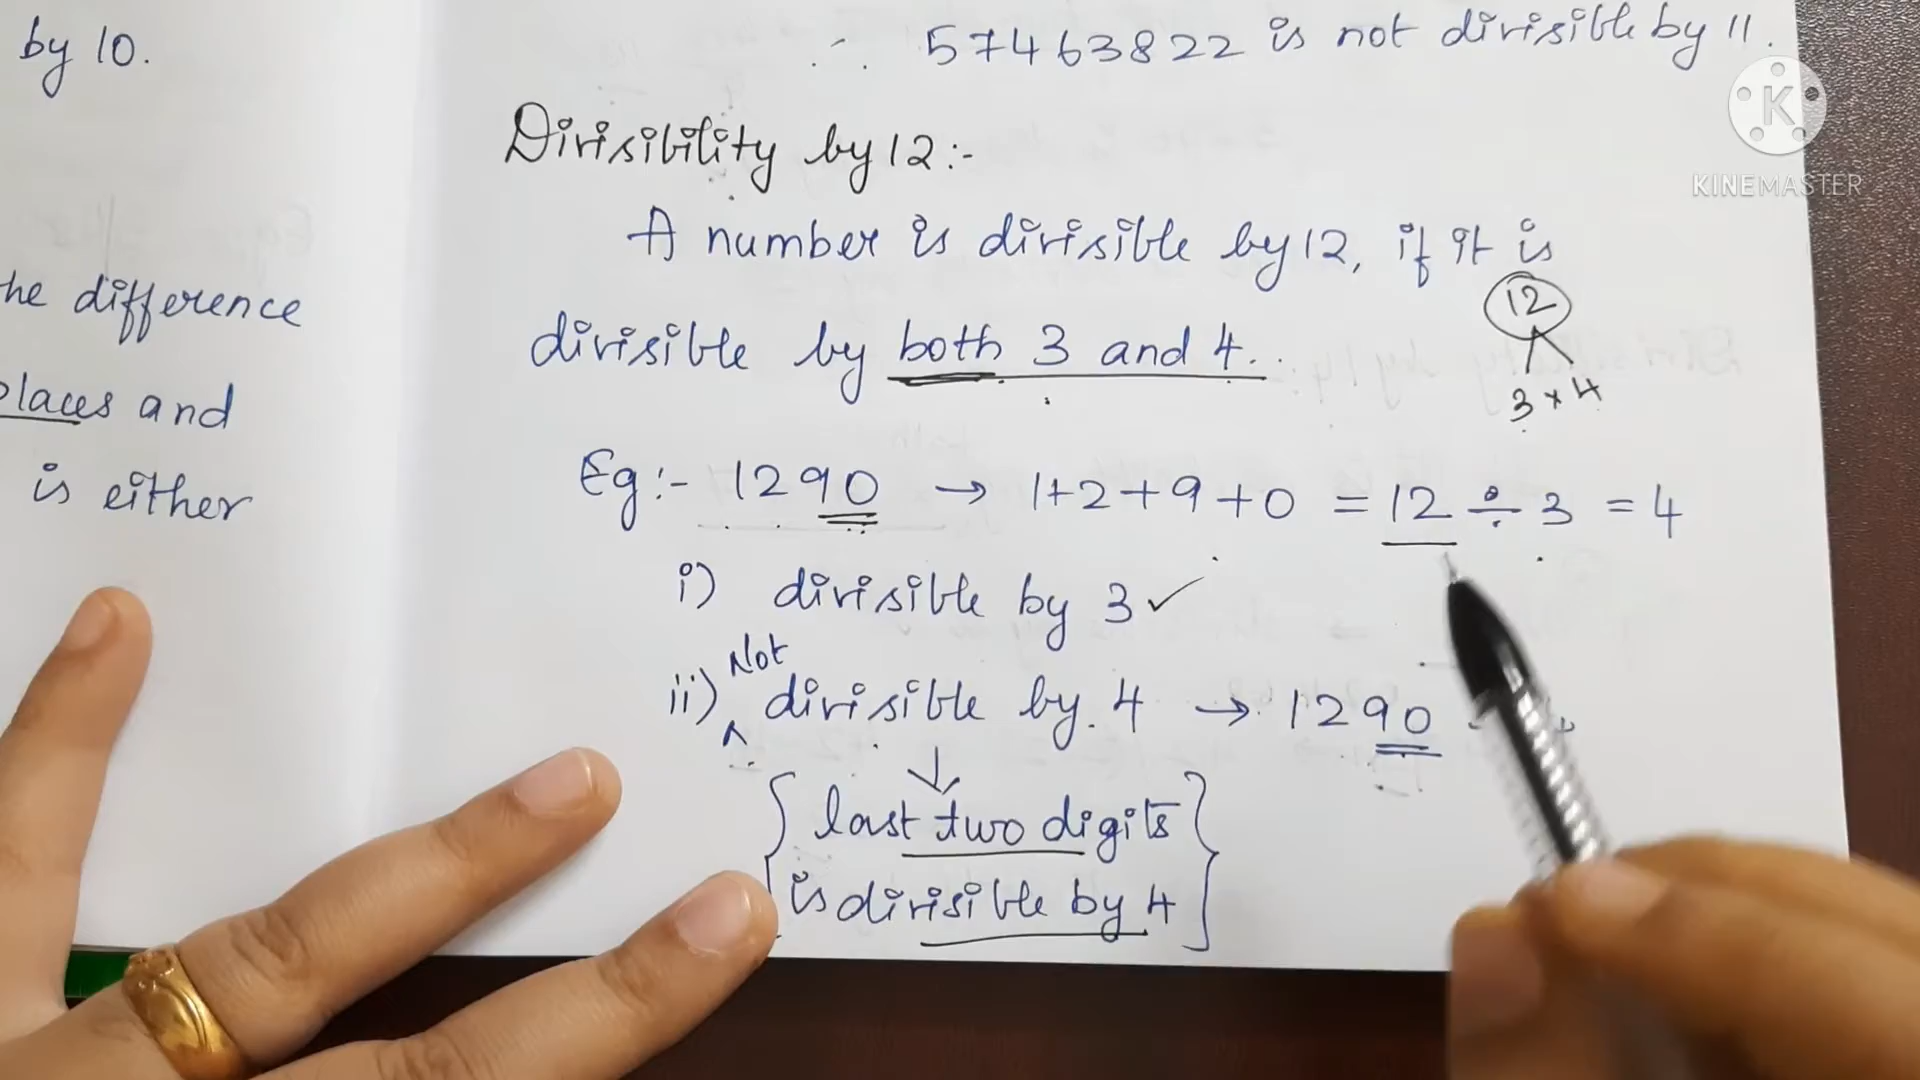 by 10.
he difference
laces and
is either
∴ 57463822 is not divisible by 11.
Divisibility by 12:-
A number is divisible by 12, if it is
divisible by both 3 and 4.
12
3 × 4
Eg:- 1290 → 1+2+9+0 = 12 ÷ 3 = 4
i) divisible by 3 ✓
Not
ii) ^ divisible by 4 → 1290
↓
{ last two digits
is divisible by 4 }
KINEMASTER